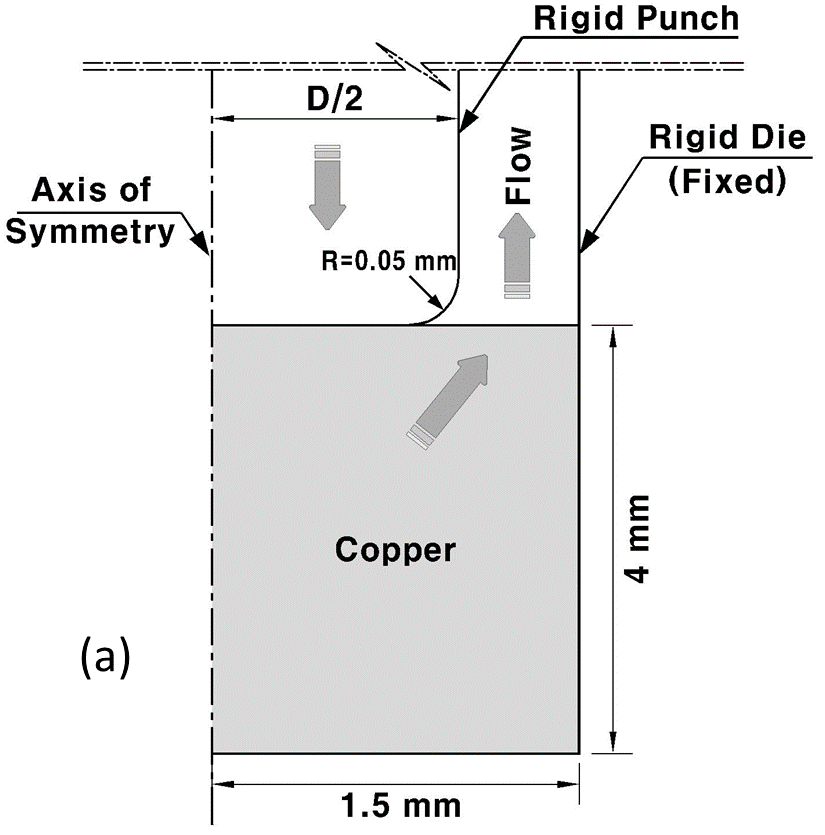 Rigid Punch
D/2
Flow
Rigid Die
(Fixed)
Axis of
Symmetry
R=0.05 mm
Copper
4 mm
(a)
1.5 mm